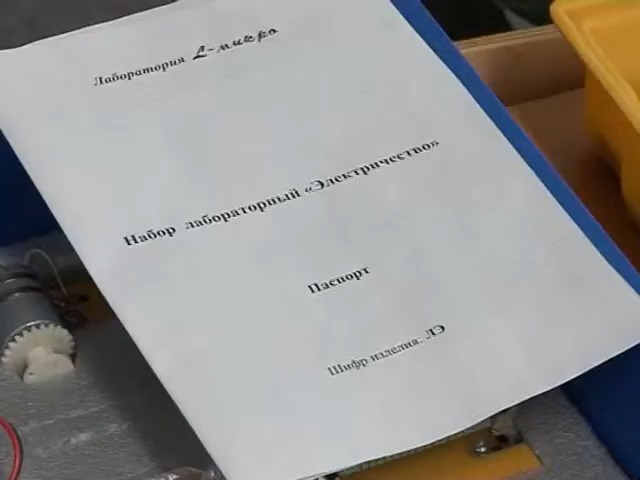 Лаборатория L-микро
Набор лабораторный «Электричество»
Паспорт
Шифр изделия: ЛЭ